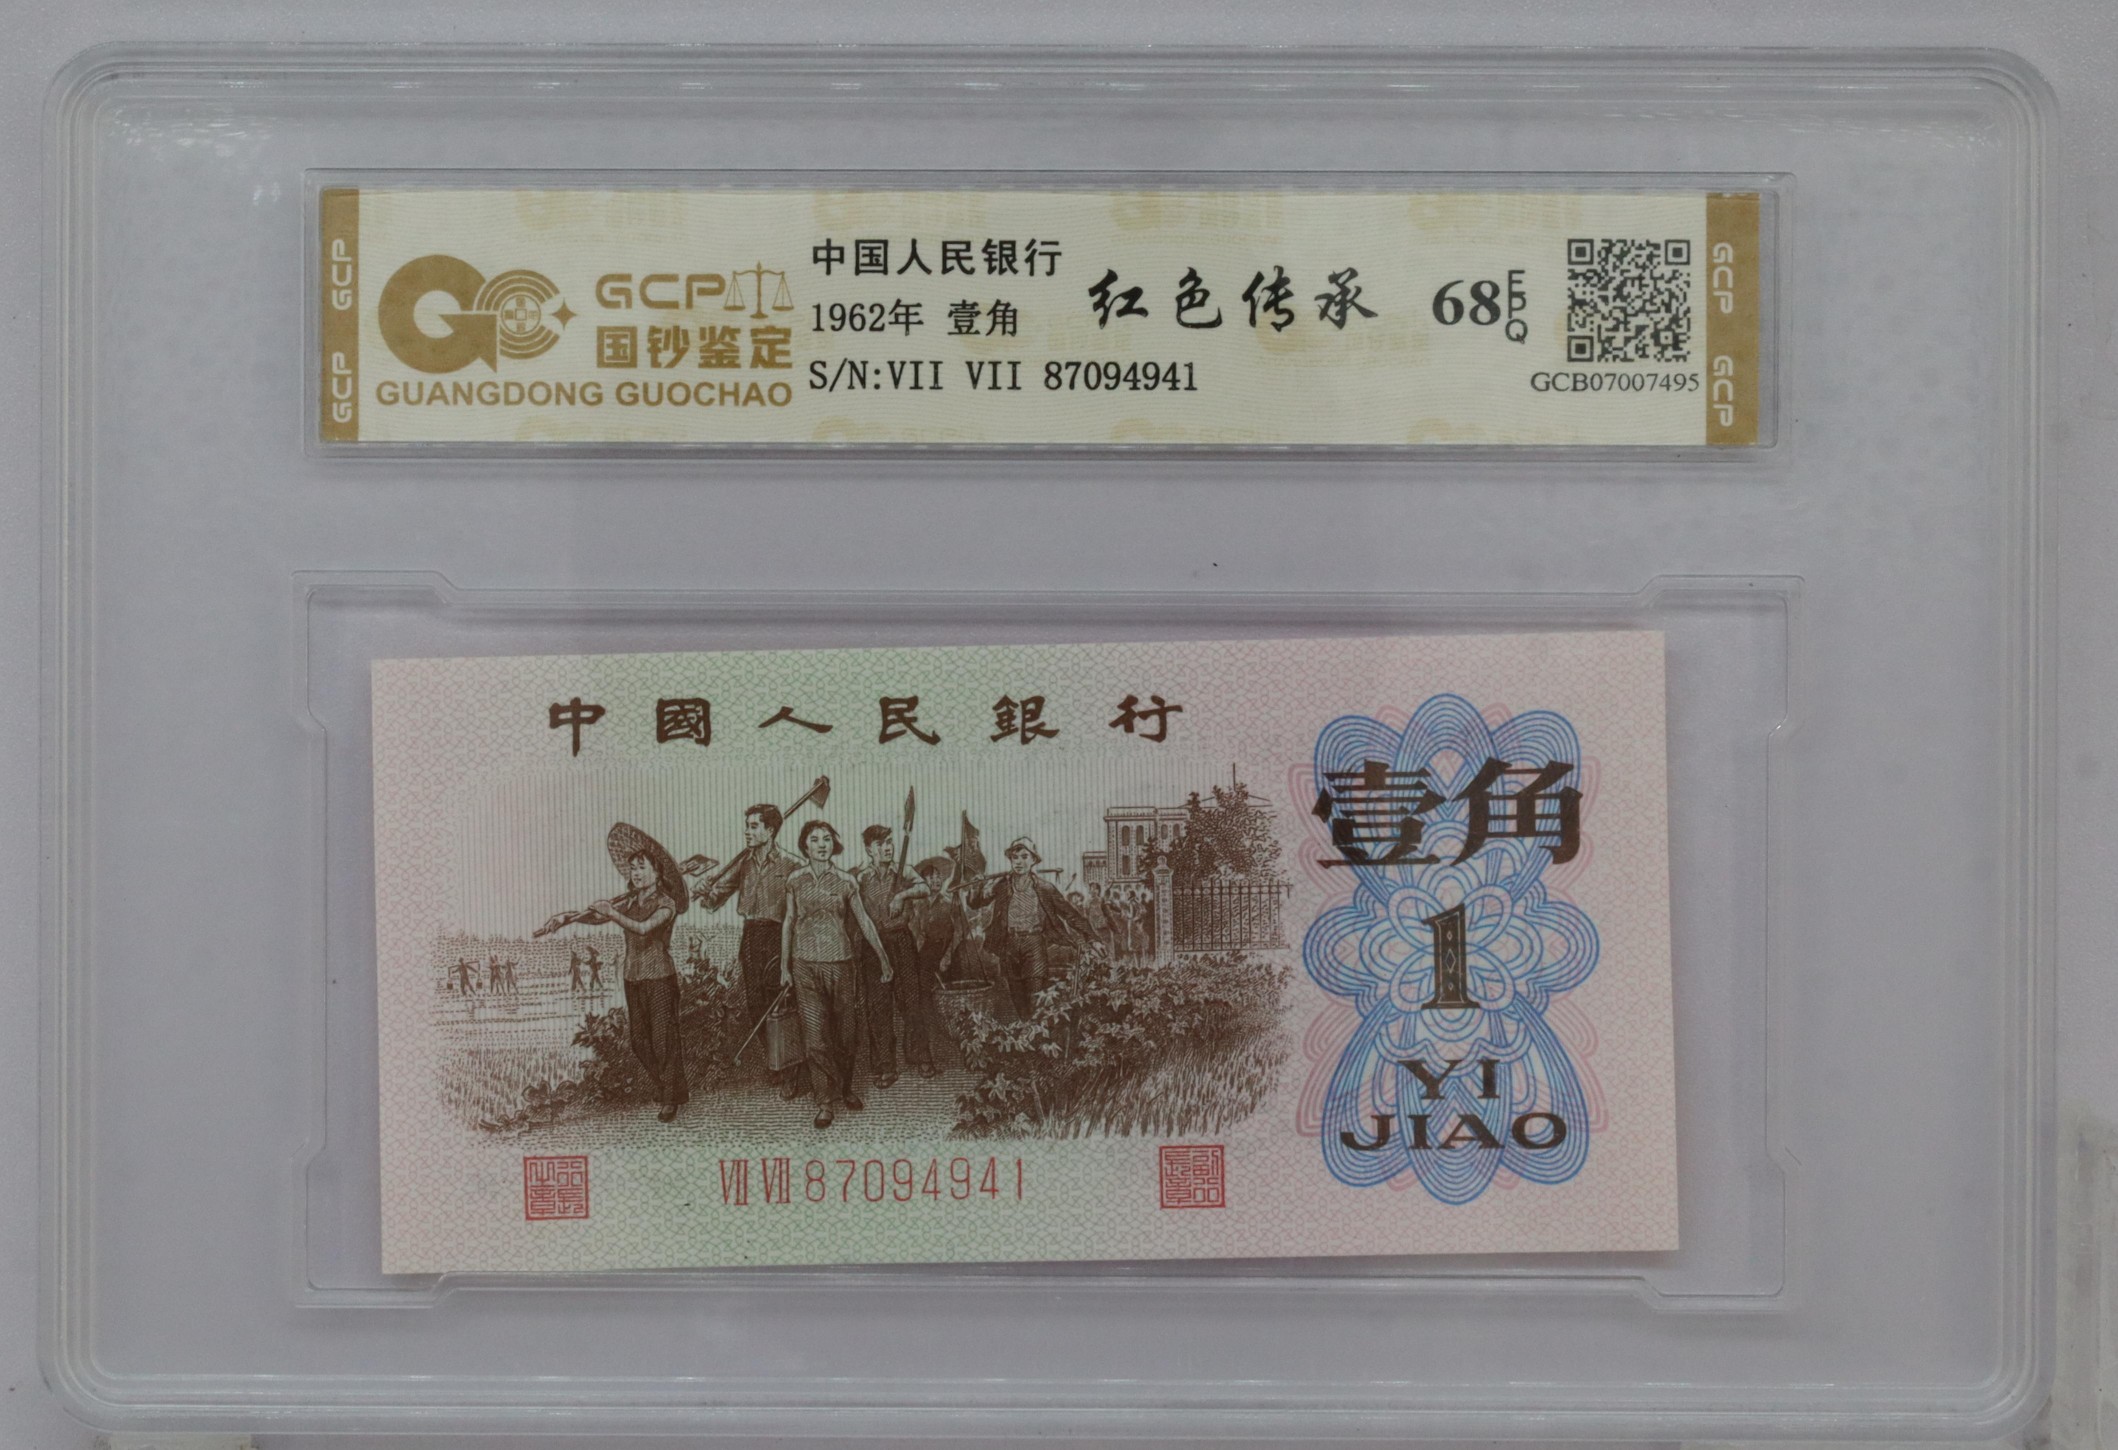 GCP
GCP
GCP
国钞鉴定
GUANGDONG GUOCHAO
中国人民银行
1962年 壹角
S/N:VII VII 87094941
红色传承
68 EPQ
GCB07007495
GCP
GCP
中國人民銀行
壹角
1
YI
JIAO
VII VII 87094941